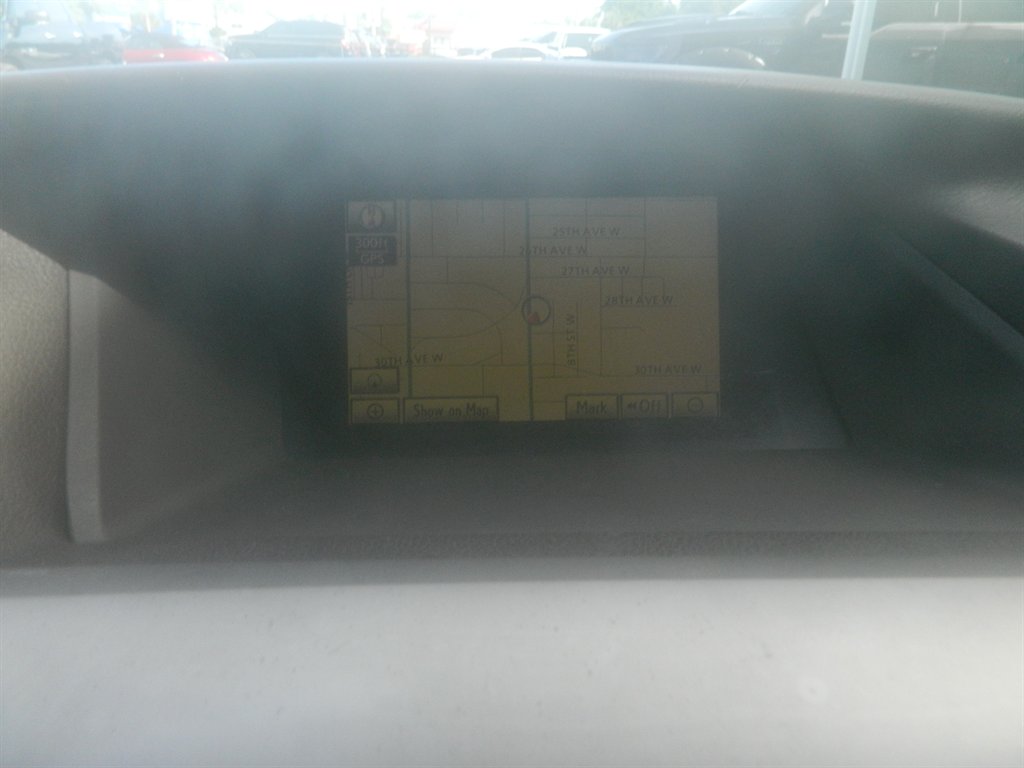 300ft
GPS
25TH AVE W
26TH AVE W
27TH AVE W
28TH AVE W
8TH ST W
30TH AVE W
30TH AVE W
Show on Map
Mark
Off